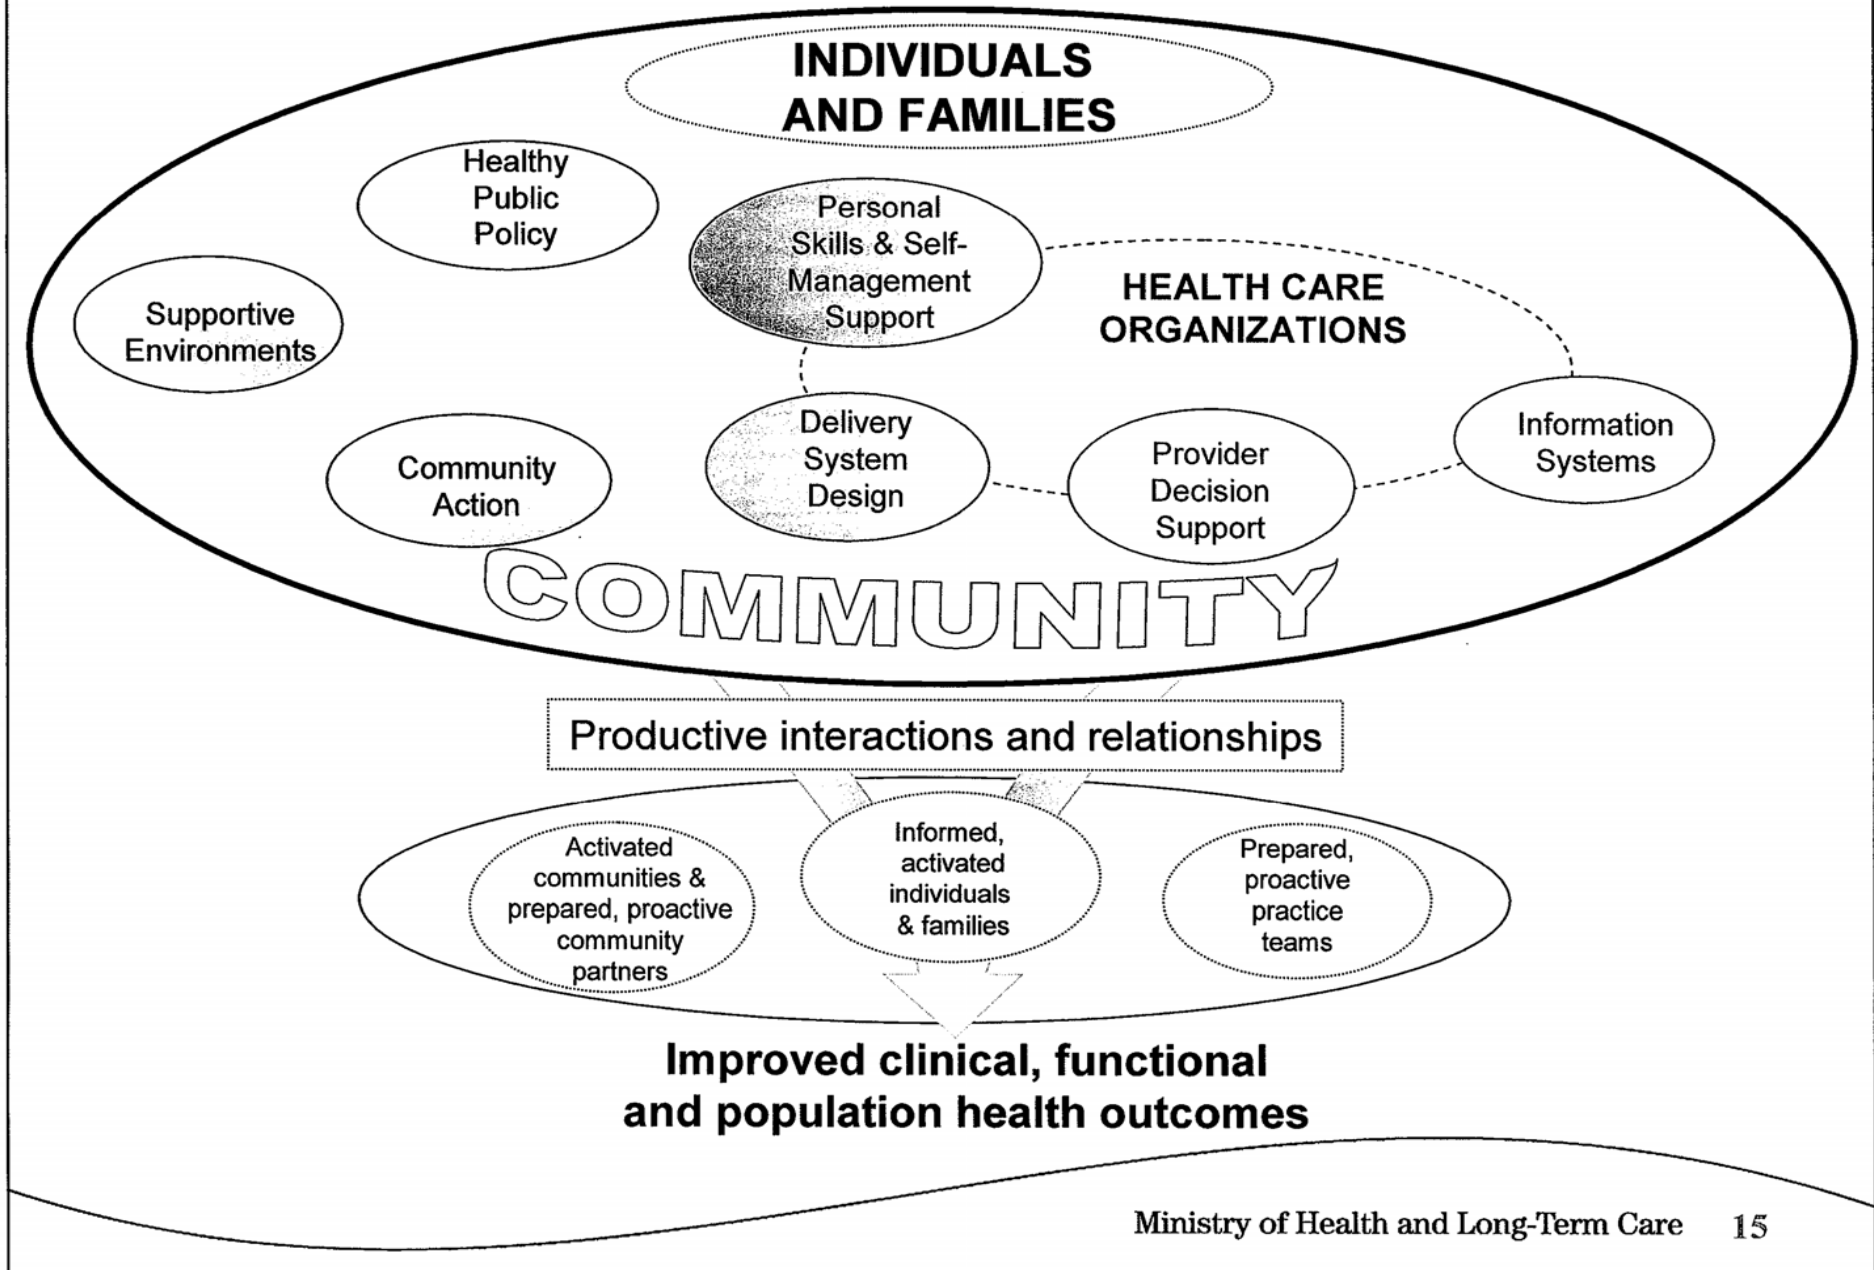 INDIVIDUALS
AND FAMILIES
Healthy
Public
Policy
Personal
Skills & Self-
Management
Support
Supportive
Environments
HEALTH CARE
ORGANIZATIONS
Community
Action
Delivery
System
Design
Provider
Decision
Support
Information
Systems
COMMUNITY
Productive interactions and relationships
Activated
communities &
prepared, proactive
community
partners
Informed,
activated
individuals
& families
Prepared,
proactive
practice
teams
Improved clinical, functional
and population health outcomes
Ministry of Health and Long-Term Care 15